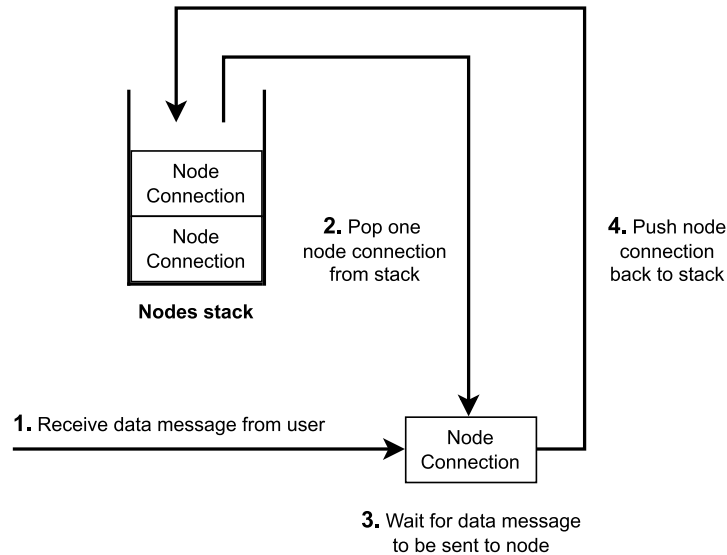 Node
Connection
Node
Connection
Nodes stack
2. Pop one
node connection
from stack
4. Push node
connection
back to stack
1. Receive data message from user
Node
Connection
3. Wait for data message
to be sent to node